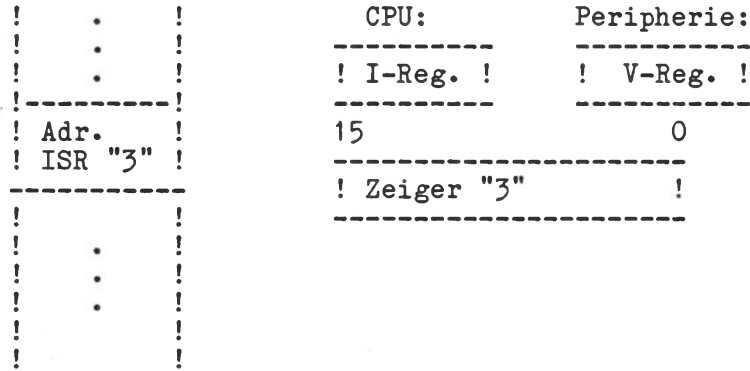 !     .     !          CPU:          Peripherie:
!     .     !       ----------       -----------
!     .     !       ! I-Reg. !       !  V-Reg. !
!---------!       ----------       -----------
! Adr.      !       15                      0
! ISR "3" !       ----------------------
-----------       ! Zeiger "3"          !
!           !       ----------------------
!     .     !
!     .     !
!     .     !
!           !
!           !